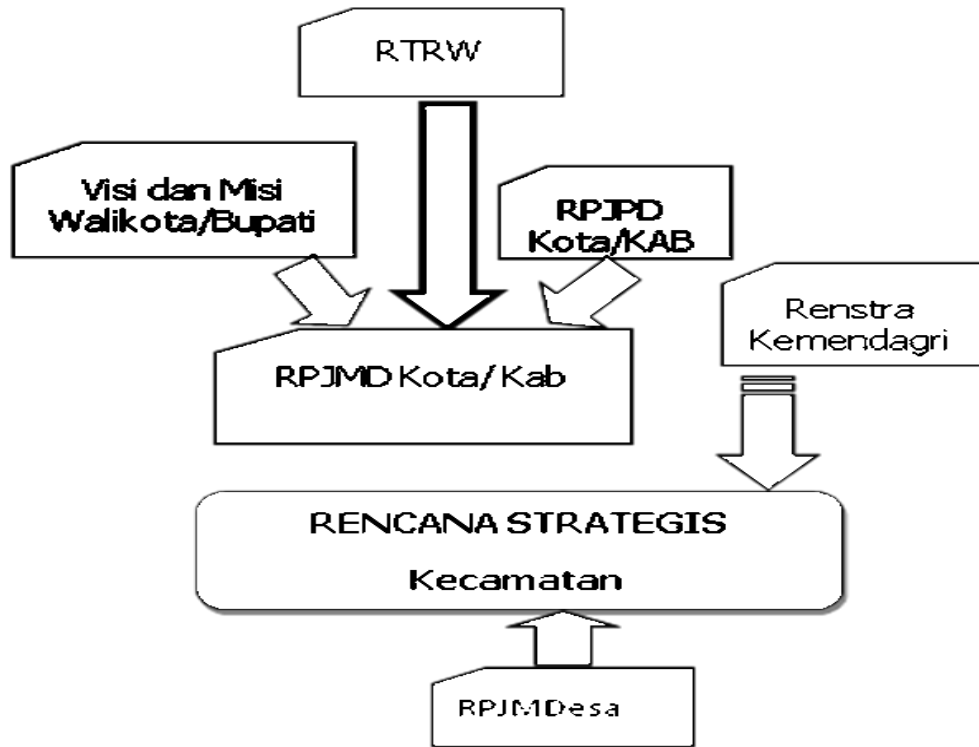 RTRW
Visi dan Misi
Walikota/Bupati
RPJPD
Kota/KAB
Renstra
Kemendagri
RPJMD Kota/ Kab
RENCANA STRATEGIS
Kecamatan
RPJMDesa